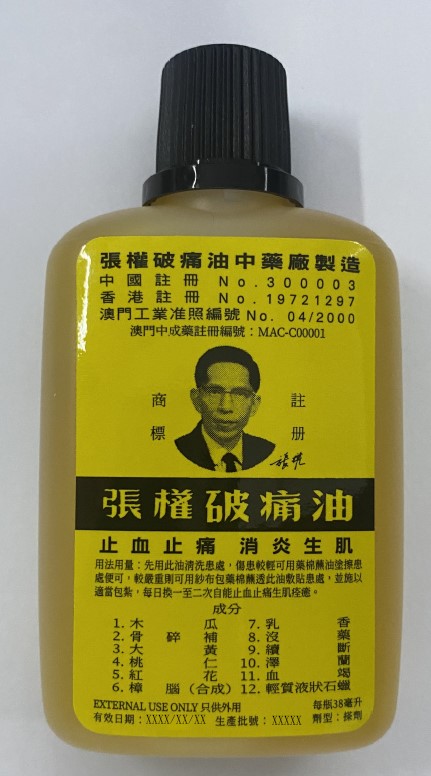 張權破痛油中藥廠製造
中國註冊 No.300003
香港註冊 No.19721297
澳門工業准照編號 No. 04/2000
澳門中成藥註冊編號：MAC-C00001
商標
註冊
張權
張權破痛油
止血止痛 消炎生肌
用法用量：先用此油清洗患處，傷患較輕可用藥棉蘸油塗擦患
處便可，較嚴重則可用紗布包藥棉蘸透此油敷貼患處，並施以
適當包紥，每日換一至二次自能止血止痛生肌痊癒。
成分
1. 木瓜 7. 乳香
2. 骨碎補 8. 沒藥
3. 大黃 9. 續斷
4. 桃仁 10. 澤蘭
5. 紅花 11. 血竭
6. 樟腦（合成） 12. 輕質液狀石蠟
EXTERNAL USE ONLY 只供外用 每瓶38毫升
有效日期：XXXX/XX/XX 生產批號：XXXXX 劑型：搽劑